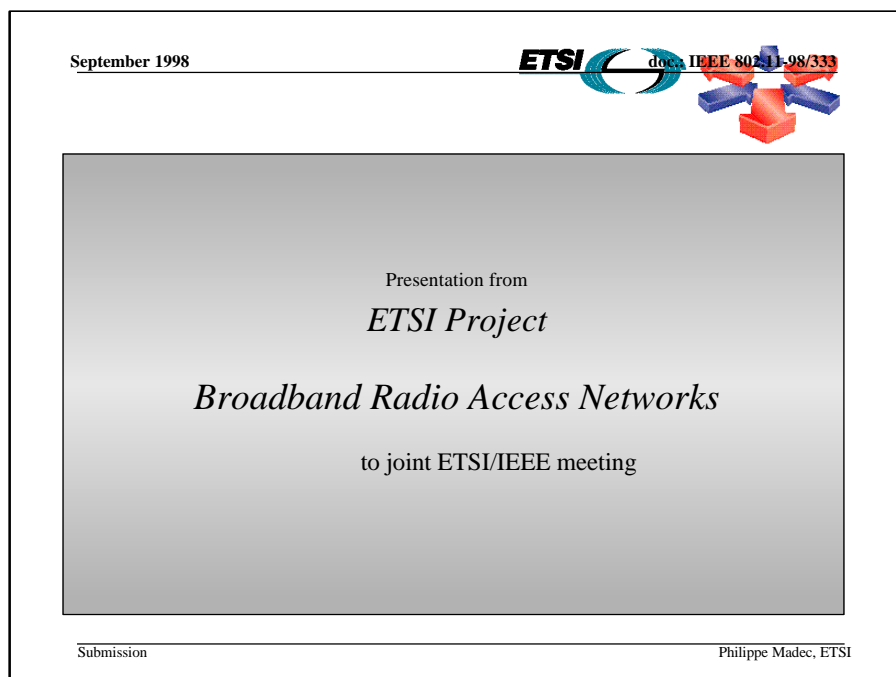 September 1998
ETSI
doc.: IEEE 802.11-98/333
Presentation from
ETSI Project
Broadband Radio Access Networks
to joint ETSI/IEEE meeting
Submission
Philippe Madec, ETSI